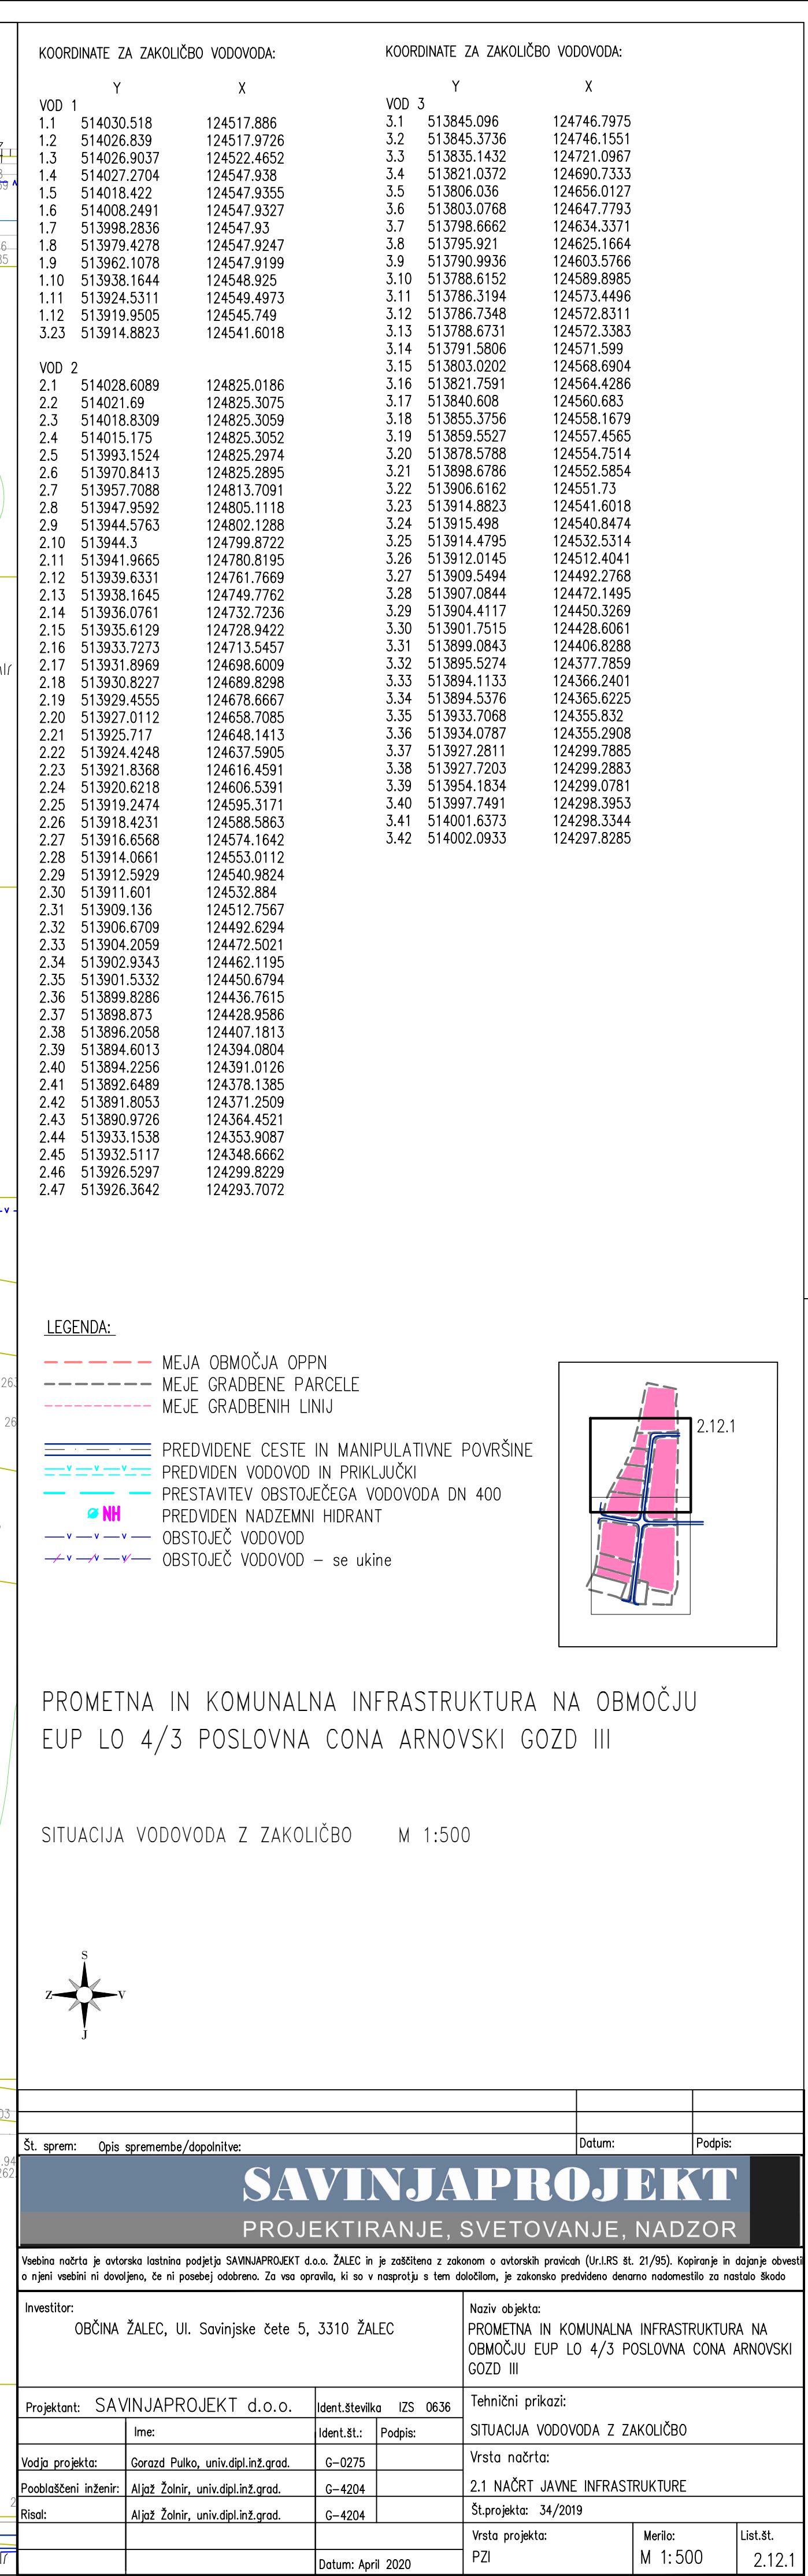 KOORDINATE ZA ZAKOLIČBO VODOVODA:
Y X
VOD 1
1.1 514030.518 124517.886
1.2 514026.839 124517.9726
1.3 514026.9037 124522.4652
1.4 514027.2704 124547.938
1.5 514018.422 124547.9355
1.6 514008.2491 124547.9327
1.7 513998.2836 124547.93
1.8 513979.4278 124547.9247
1.9 513962.1078 124547.9199
1.10 513938.1644 124548.925
1.11 513924.5311 124549.4973
1.12 513919.9505 124545.749
3.23 513914.8823 124541.6018
VOD 2
2.1 514028.6089 124825.0186
2.2 514021.69 124825.3075
2.3 514018.8309 124825.3059
2.4 514015.175 124825.3052
2.5 513993.1524 124825.2974
2.6 513970.8413 124825.2895
2.7 513957.7088 124813.7091
2.8 513947.9592 124805.1118
2.9 513944.5763 124802.1288
2.10 513944.3 124799.8722
2.11 513941.9665 124780.8195
2.12 513939.6331 124761.7669
2.13 513938.1645 124749.7762
2.14 513936.0761 124732.7236
2.15 513935.6129 124728.9422
2.16 513933.7273 124713.5457
2.17 513931.8969 124698.6009
2.18 513930.8227 124689.8298
2.19 513929.4555 124678.6667
2.20 513927.0112 124658.7085
2.21 513925.717 124648.1413
2.22 513924.4248 124637.5905
2.23 513921.8368 124616.4591
2.24 513920.6218 124606.5391
2.25 513919.2474 124595.3171
2.26 513918.4231 124588.5863
2.27 513916.6568 124574.1642
2.28 513914.0661 124553.0112
2.29 513912.5929 124540.9824
2.30 513911.601 124532.884
2.31 513909.136 124512.7567
2.32 513906.6709 124492.6294
2.33 513904.2059 124472.5021
2.34 513902.9343 124462.1195
2.35 513901.5332 124450.6794
2.36 513899.8286 124436.7615
2.37 513898.873 124428.9586
2.38 513896.2058 124407.1813
2.39 513894.6013 124394.0804
2.40 513894.2256 124391.0126
2.41 513892.6489 124378.1385
2.42 513891.8053 124371.2509
2.43 513890.9726 124364.4521
2.44 513933.1538 124353.9087
2.45 513932.5117 124348.6662
2.46 513926.5297 124299.8229
2.47 513926.3642 124293.7072
KOORDINATE ZA ZAKOLIČBO VODOVODA:
Y X
VOD 3
3.1 513845.096 124746.7975
3.2 513845.3736 124746.1551
3.3 513835.1432 124721.0967
3.4 513821.0372 124690.7333
3.5 513806.036 124656.0127
3.6 513803.0768 124647.7793
3.7 513798.6662 124634.3371
3.8 513795.921 124625.1664
3.9 513790.9936 124603.5766
3.10 513788.6152 124589.8985
3.11 513786.3194 124573.4496
3.12 513786.7348 124572.8311
3.13 513788.6731 124572.3383
3.14 513791.5806 124571.599
3.15 513803.0202 124568.6904
3.16 513821.7591 124564.4286
3.17 513840.608 124560.683
3.18 513855.3756 124558.1679
3.19 513859.5527 124557.4565
3.20 513878.5788 124554.7514
3.21 513898.6786 124552.5854
3.22 513906.6162 124551.73
3.23 513914.8823 124541.6018
3.24 513915.498 124540.8474
3.25 513914.4795 124532.5314
3.26 513912.0145 124512.4041
3.27 513909.5494 124492.2768
3.28 513907.0844 124472.1495
3.29 513904.4117 124450.3269
3.30 513901.7515 124428.6061
3.31 513899.0843 124406.8288
3.32 513895.5274 124377.7859
3.33 513894.1133 124366.2401
3.34 513894.5376 124365.6225
3.35 513933.7068 124355.832
3.36 513934.0787 124355.2908
3.37 513927.2811 124299.7885
3.38 513927.7203 124299.2883
3.39 513954.1834 124299.0781
3.40 513997.7491 124298.3953
3.41 514001.6373 124298.3344
3.42 514002.0933 124297.8285
LEGENDA:
MEJA OBMOČJA OPPN
MEJE GRADBENE PARCELE
MEJE GRADBENIH LINIJ
PREDVIDENE CESTE IN MANIPULATIVNE POVRŠINE
PREDVIDEN VODOVOD IN PRIKLJUČKI
PRESTAVITEV OBSTOJEČEGA VODOVODA DN 400
NH PREDVIDEN NADZEMNI HIDRANT
OBSTOJEČ VODOVOD
OBSTOJEČ VODOVOD – se ukine
2.12.1
PROMETNA IN KOMUNALNA INFRASTRUKTURA NA OBMOČJU
EUP LO 4/3 POSLOVNA CONA ARNOVSKI GOZD III
SITUACIJA VODOVODA Z ZAKOLIČBO M 1:500
S
Z V
J
Št. sprem: Opis spremembe/dopolnitve: Datum: Podpis:
SAVINJAPROJEKT
PROJEKTIRANJE, SVETOVANJE, NADZOR
Vsebina načrta je avtorska lastnina podjetja SAVINJAPROJEKT d.o.o. ŽALEC in je zaščitena z zakonom o avtorskih pravicah (Ur.l.RS št. 21/95). Kopiranje in dajanje obvesti
o njeni vsebini ni dovoljeno, če ni posebej odobreno. Za vsa opravila, ki so v nasprotju s tem določilom, je zakonsko predvideno denarno nadomestilo za nastalo škodo
Investitor:
OBČINA ŽALEC, Ul. Savinjske čete 5, 3310 ŽALEC
Naziv objekta:
PROMETNA IN KOMUNALNA INFRASTRUKTURA NA
OBMOČJU EUP LO 4/3 POSLOVNA CONA ARNOVSKI
GOZD III
Projektant: SAVINJAPROJEKT d.o.o. Ident.številka IZS 0636
Ime: Ident.št.: Podpis:
Vodja projekta: Gorazd Pulko, univ.dipl.inž.grad. G-0275
Pooblaščeni inženir: Aljaž Žolnir, univ.dipl.inž.grad. G-4204
Risal: Aljaž Žolnir, univ.dipl.inž.grad. G-4204
Datum: April 2020
Tehnični prikazi:
SITUACIJA VODOVODA Z ZAKOLIČBO
Vrsta načrta:
2.1 NAČRT JAVNE INFRASTRUKTURE
Št.projekta: 34/2019
Vrsta projekta: Merilo: List.št.
PZI M 1:500 2.12.1